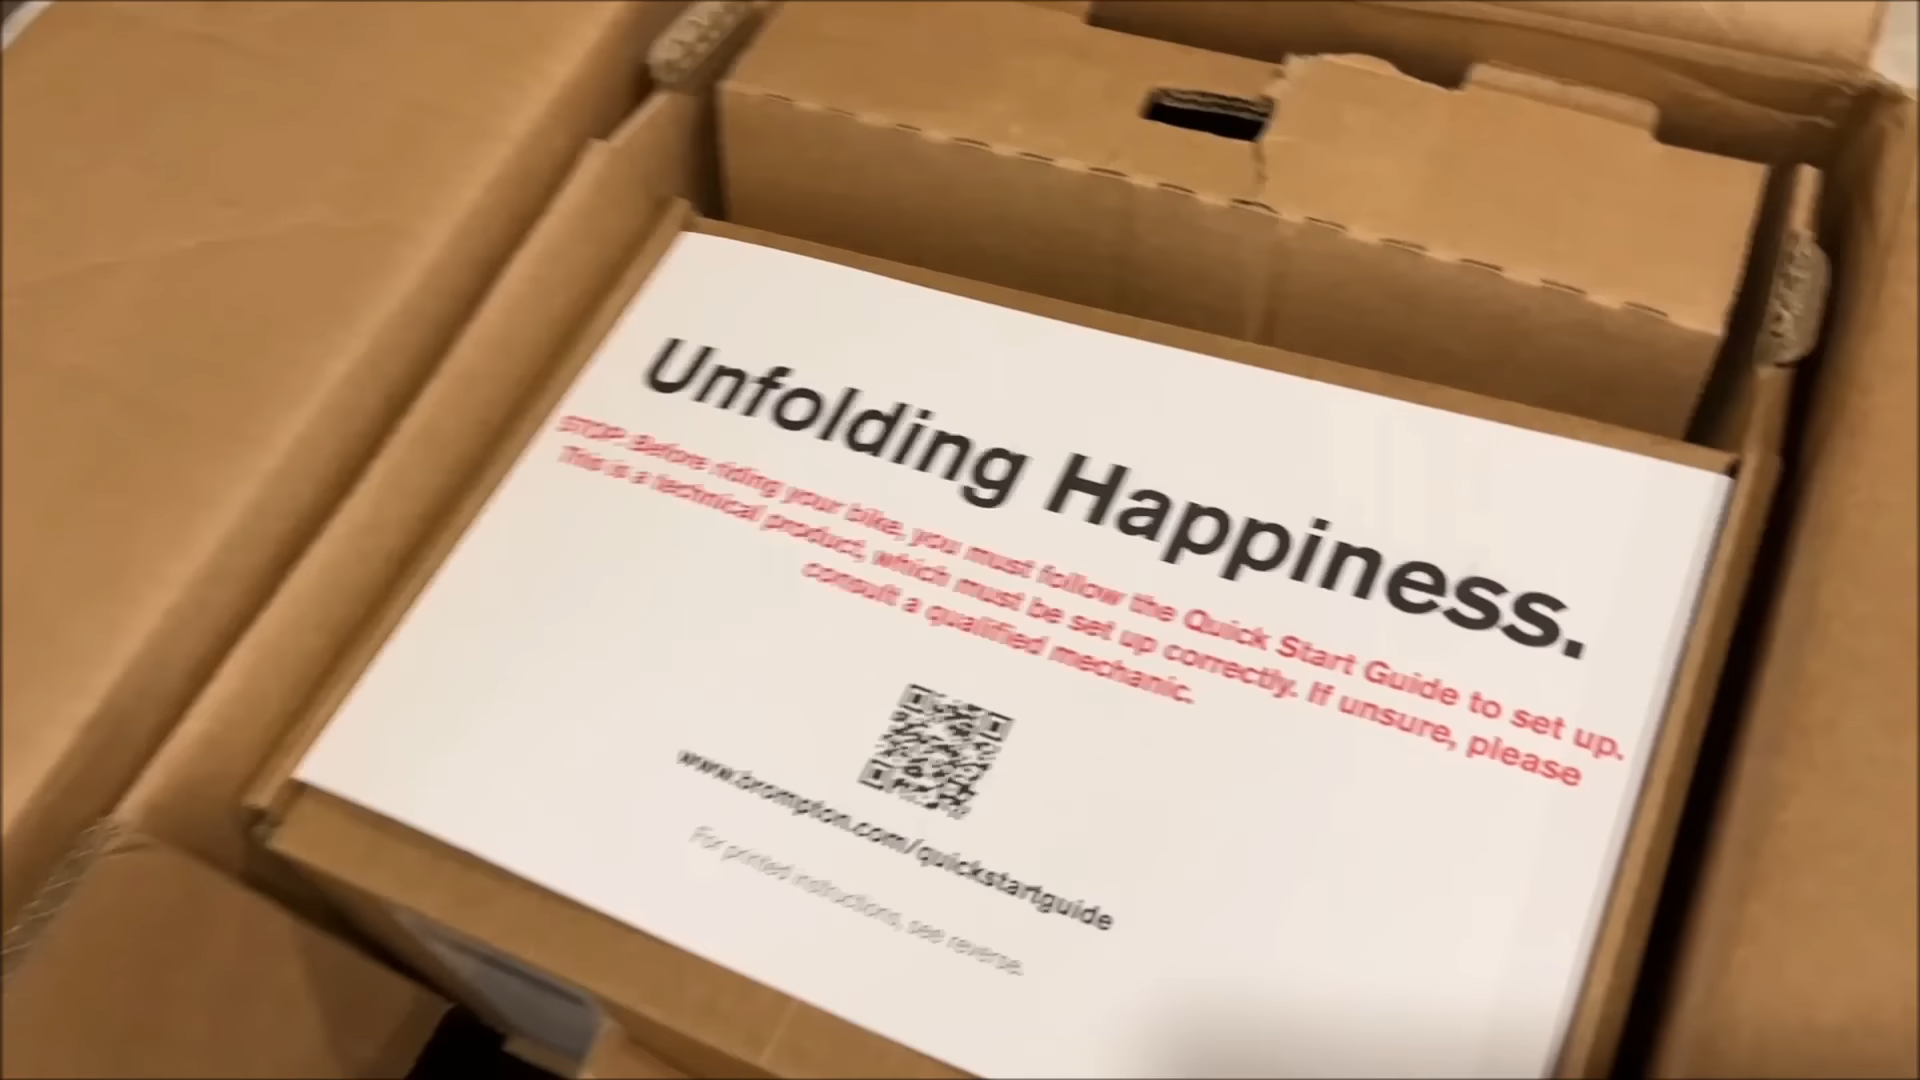 Unfolding Happiness.
STOP. Before riding your bike, you must follow the Quick Start Guide to set up.
This is a technical product, which must be set up correctly. If unsure, please
consult a qualified mechanic.
www.brompton.com/quickstartguide
For printed instructions, see reverse.